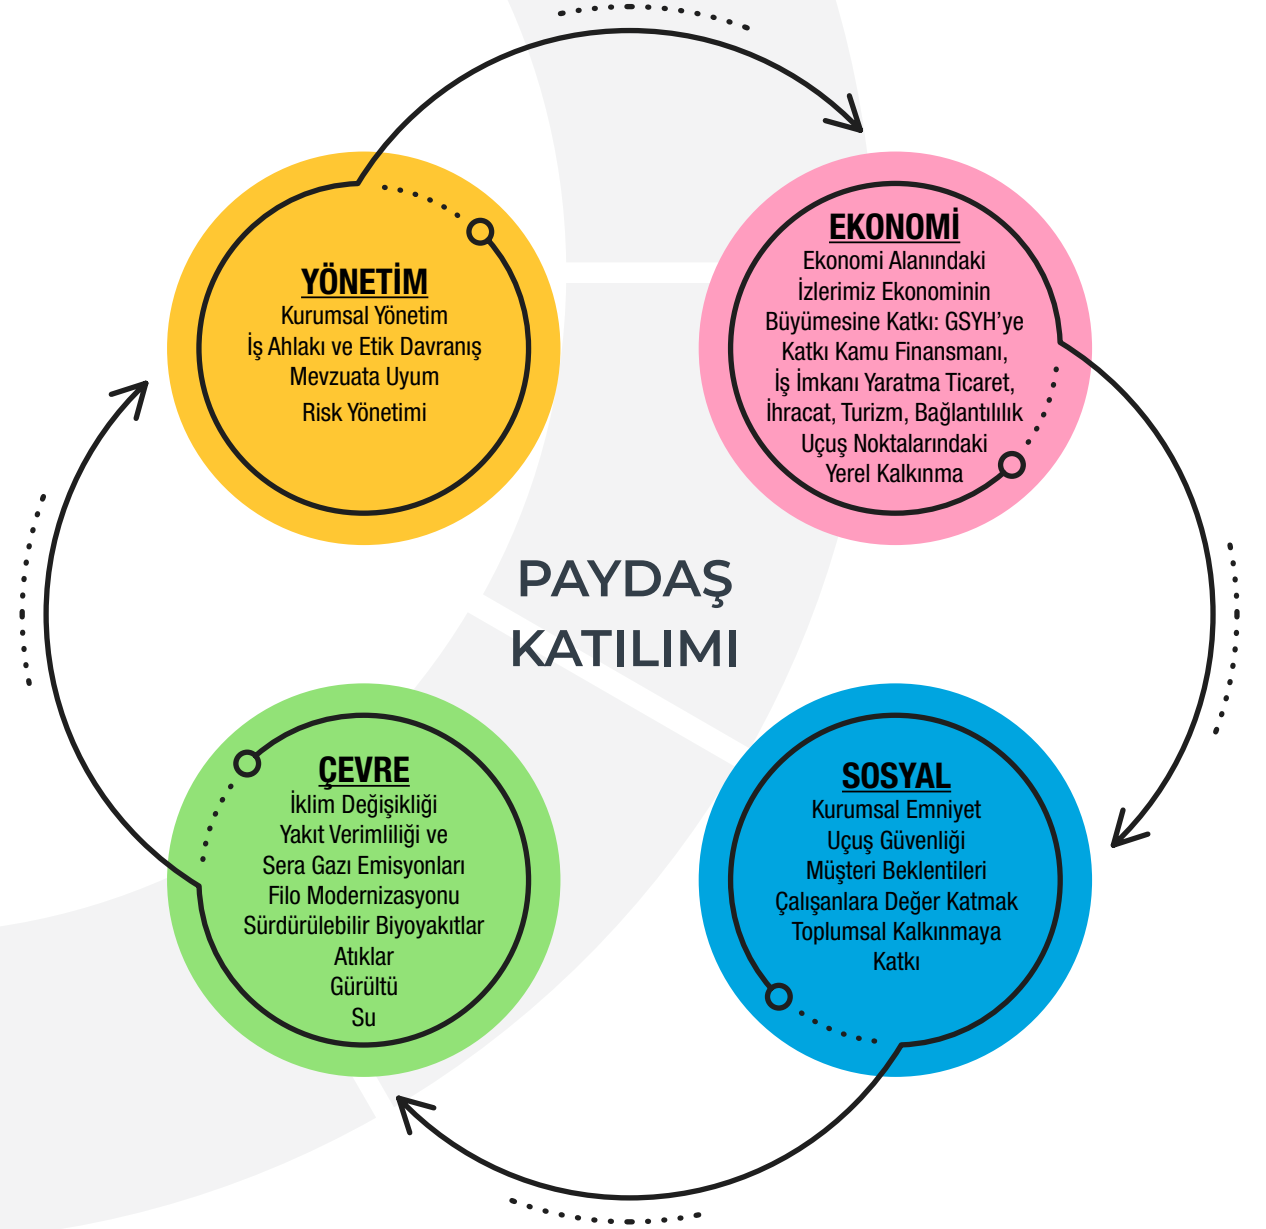 YÖNETİM
Kurumsal Yönetim
İş Ahlakı ve Etik Davranış
Mevzuata Uyum
Risk Yönetimi
EKONOMİ
Ekonomi Alanındaki
İzlerimiz Ekonominin
Büyümesine Katkı: GSYH’ye
Katkı Kamu Finansmanı,
İş İmkanı Yaratma Ticaret,
İhracat, Turizm, Bağlantılılık
Uçuş Noktalarındaki
Yerel Kalkınma
PAYDAŞ
KATILIMI
ÇEVRE
İklim Değişikliği
Yakıt Verimliliği ve
Sera Gazı Emisyonları
Filo Modernizasyonu
Sürdürülebilir Biyoyakıtlar
Atıklar
Gürültü
Su
SOSYAL
Kurumsal Emniyet
Uçuş Güvenliği
Müşteri Beklentileri
Çalışanlara Değer Katmak
Toplumsal Kalkınmaya
Katkı